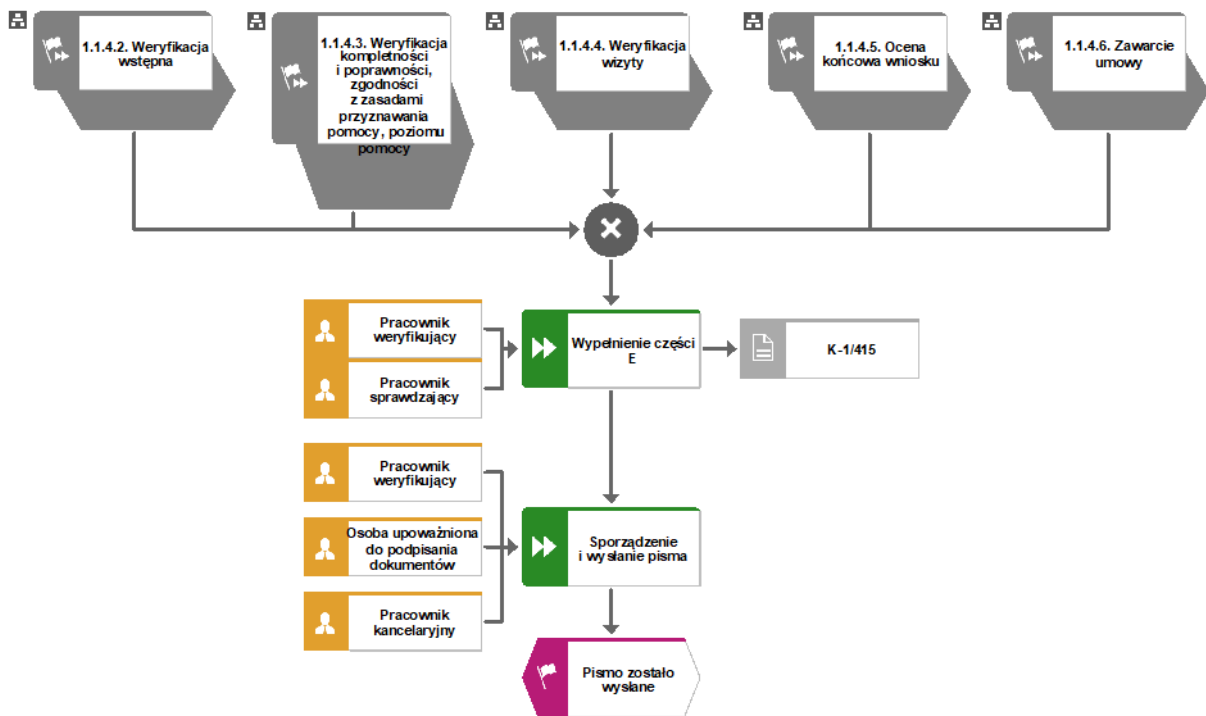 1.1.4.2. Weryfikacja
wstępna
1.1.4.3. Weryfikacja
kompletności
i poprawności,
zgodności
z zasadami
przyznawania
pomocy, poziomu
pomocy
1.1.4.4. Weryfikacja
wizyty
1.1.4.5. Ocena
końcowa wniosku
1.1.4.6. Zawarcie
umowy
Pracownik
weryfikujący
Pracownik
sprawdzający
Wypełnienie części
E
K-1/415
Pracownik
weryfikujący
Osoba upoważniona
do podpisania
dokumentów
Pracownik
kancelaryjny
Sporządzenie
i wysłanie pisma
Pismo zostało
wysłane